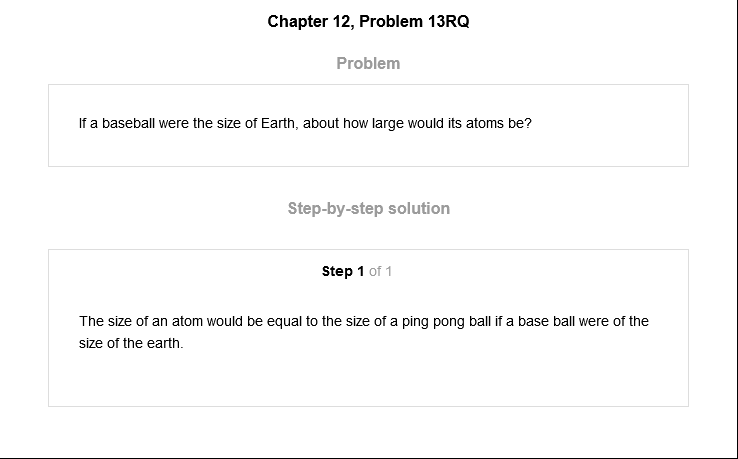 Chapter 12, Problem 13RQ
Problem
If a baseball were the size of Earth, about how large would its atoms be?
Step-by-step solution
Step 1 of 1
The size of an atom would be equal to the size of a ping pong ball if a base ball were of the
size of the earth.